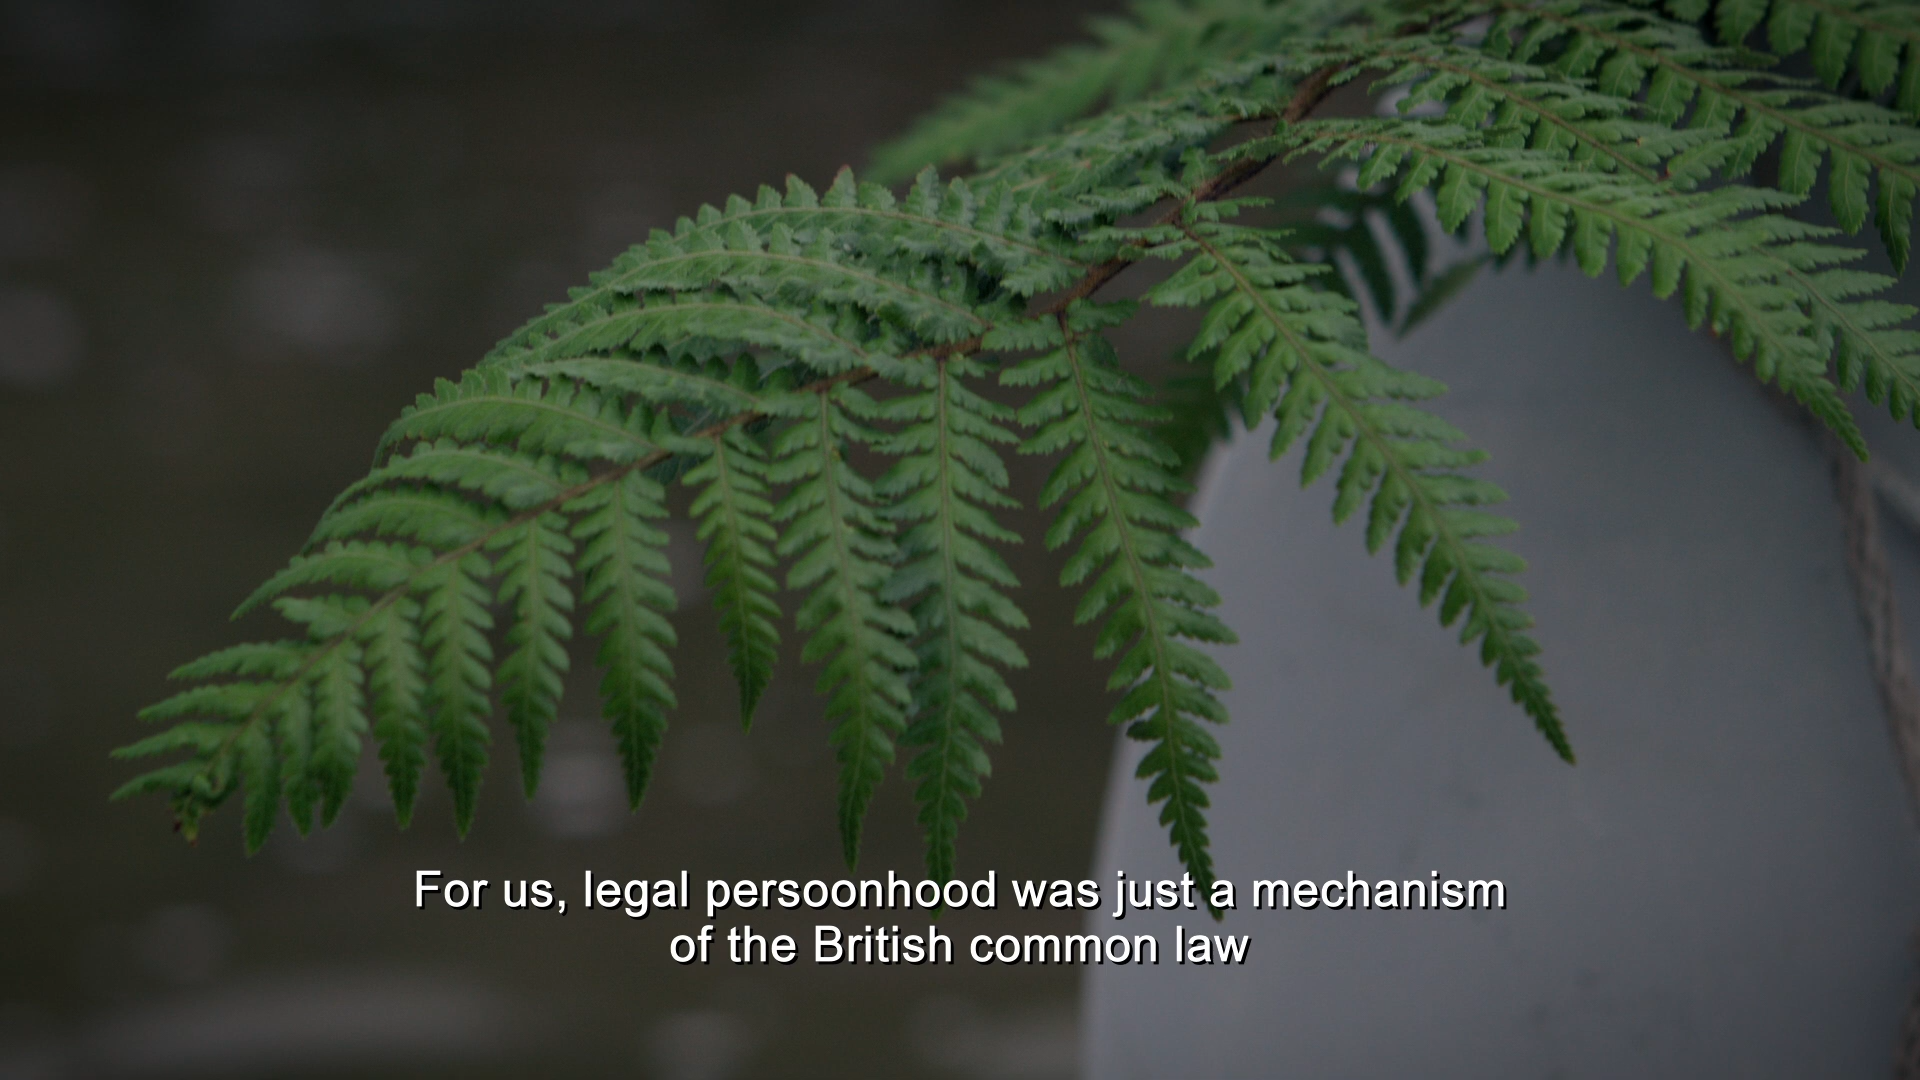 For us, legal persoonhood was just a mechanism
of the British common law